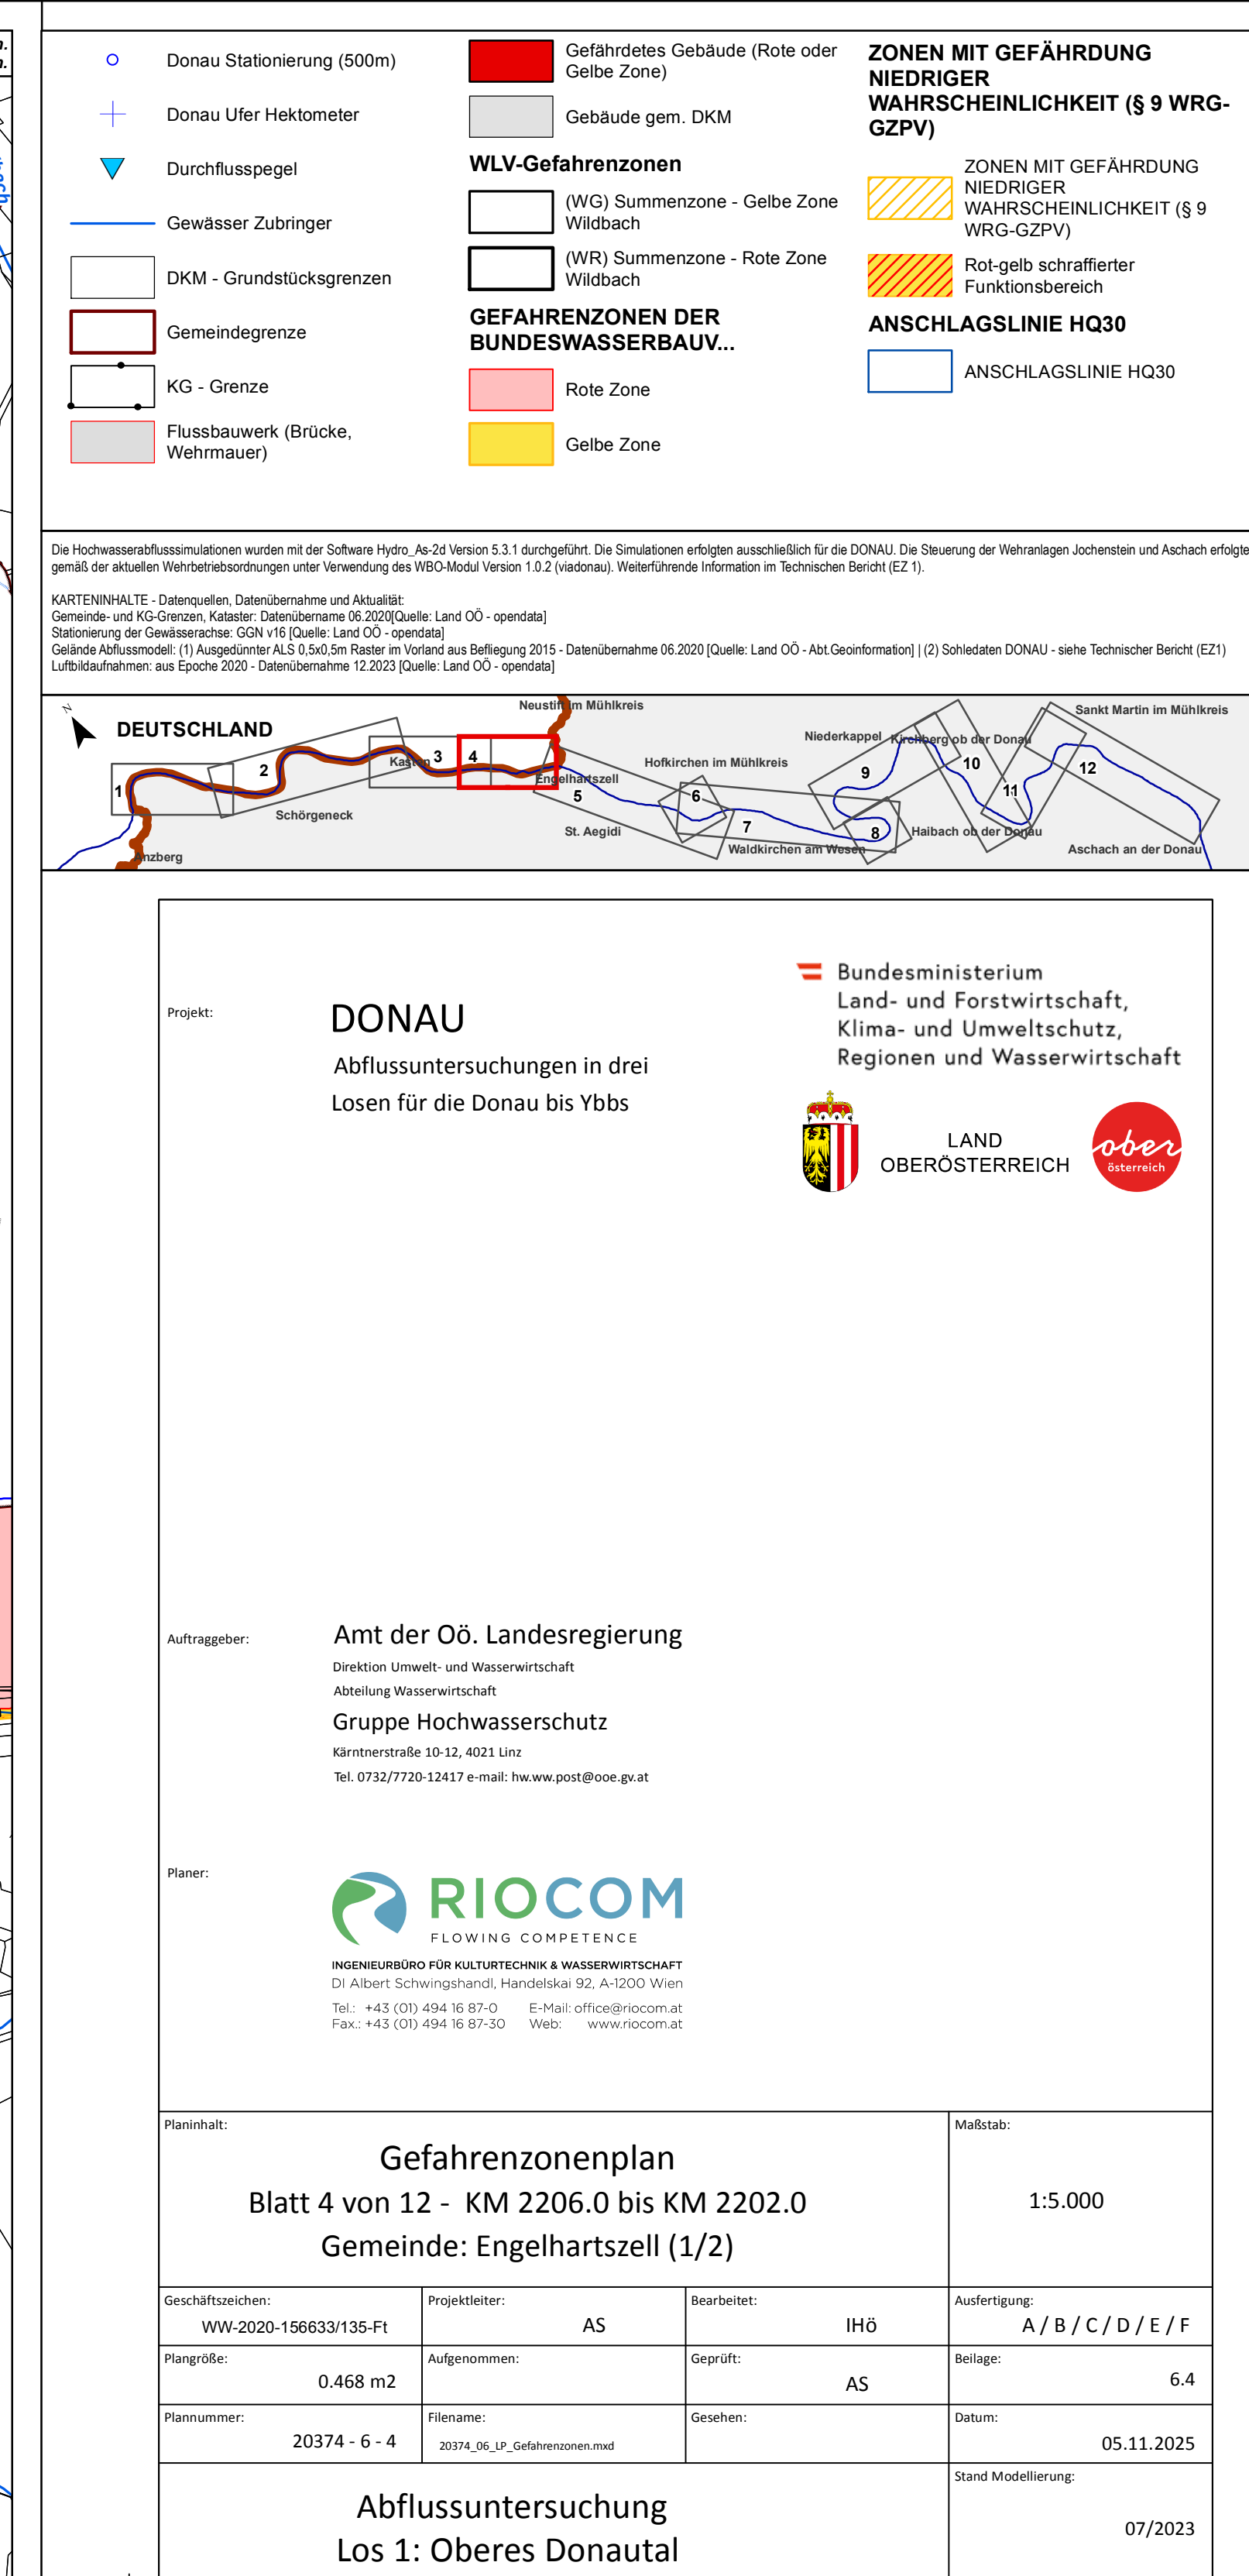 Donau Stationierung (500m)
Donau Ufer Hektometer
Durchflusspegel
Gewässer Zubringer
DKM - Grundstücksgrenzen
Gemeindegrenze
KG - Grenze
Flussbauwerk (Brücke,
Wehrmauer)
Gefährdetes Gebäude (Rote oder
Gelbe Zone)
Gebäude gem. DKM
WLV-Gefahrenzonen
(WG) Summenzone - Gelbe Zone
Wildbach
(WR) Summenzone - Rote Zone
Wildbach
GEFAHRENZONEN DER
BUNDESWASSERBAUV...
Rote Zone
Gelbe Zone
ZONEN MIT GEFÄHRDUNG
NIEDRIGER
WAHRSCHEINLICHKEIT (§ 9 WRG-
GZPV)
ZONEN MIT GEFÄHRDUNG
NIEDRIGER
WAHRSCHEINLICHKEIT (§ 9
WRG-GZPV)
Rot-gelb schraffierter
Funktionsbereich
ANSCHLAGSLINIE HQ30
ANSCHLAGSLINIE HQ30
Die Hochwasserabflusssimulationen wurden mit der Software Hydro_As-2d Version 5.3.1 durchgeführt. Die Simulationen erfolgten ausschließlich für die DONAU. Die Steuerung der Wehranlagen Jochenstein und Aschach erfolgte
gemäß der aktuellen Wehrbetriebsordnungen unter Verwendung des WBO-Modul Version 1.0.2 (viadonau). Weiterführende Information im Technischen Bericht (EZ 1).
KARTENINHALTE - Datenquellen, Datenübernahme und Aktualität:
Gemeinde- und KG-Grenzen, Kataster: Datenübername 06.2020[Quelle: Land OÖ - opendata]
Stationierung der Gewässerachse: GGN v16 [Quelle: Land OÖ - opendata]
Gelände Abflussmodell: (1) Ausgedünnter ALS 0,5x0,5m Raster im Vorland aus Befliegung 2015 - Datenübernahme 06.2020 [Quelle: Land OÖ - Abt.Geoinformation] | (2) Sohledaten DONAU - siehe Technischer Bericht (EZ1)
Luftbildaufnahmen: aus Epoche 2020 - Datenübernahme 12.2023 [Quelle: Land OÖ - opendata]
N
DEUTSCHLAND
Neustift im Mühlkreis
Sankt Martin im Mühlkreis
Niederkappel
Kirchberg ob der Donau
Kasten
Hofkirchen im Mühlkreis
Engelhartszell
Schörgeneck
St. Aegidi
Haibach ob der Donau
Waldkirchen am Wesen
Aschach an der Donau
Anzberg
1
2
3
4
5
6
7
8
9
10
11
12
Projekt:
DONAU
Abflussuntersuchungen in drei
Losen für die Donau bis Ybbs
Bundesministerium
Land- und Forstwirtschaft,
Klima- und Umweltschutz,
Regionen und Wasserwirtschaft
LAND
OBERÖSTERREICH
ober
österreich
Auftraggeber:
Amt der Oö. Landesregierung
Direktion Umwelt- und Wasserwirtschaft
Abteilung Wasserwirtschaft
Gruppe Hochwasserschutz
Kärntnerstraße 10-12, 4021 Linz
Tel. 0732/7720-12417 e-mail: hw.ww.post@ooe.gv.at
Planer:
RIOCOM
FLOWING COMPETENCE
INGENIEURBÜRO FÜR KULTURTECHNIK & WASSERWIRTSCHAFT
DI Albert Schwingshandl, Handelskai 92, A-1200 Wien
Tel.: +43 (01) 494 16 87-0 E-Mail: office@riocom.at
Fax.: +43 (01) 494 16 87-30 Web: www.riocom.at
Planinhalt:
Gefahrenzonenplan
Blatt 4 von 12 - KM 2206.0 bis KM 2202.0
Gemeinde: Engelhartszell (1/2)
Maßstab:
1:5.000
Geschäftszeichen:
WW-2020-156633/135-Ft
Projektleiter:
AS
Bearbeitet:
IHö
Ausfertigung:
A / B / C / D / E / F
Plangröße:
0.468 m2
Aufgenommen:
Geprüft:
AS
Beilage:
6.4
Plannummer:
20374 - 6 - 4
Filename:
20374_06_LP_Gefahrenzonen.mxd
Gesehen:
Datum:
05.11.2025
Abflussuntersuchung
Los 1: Oberes Donautal
Stand Modellierung:
07/2023